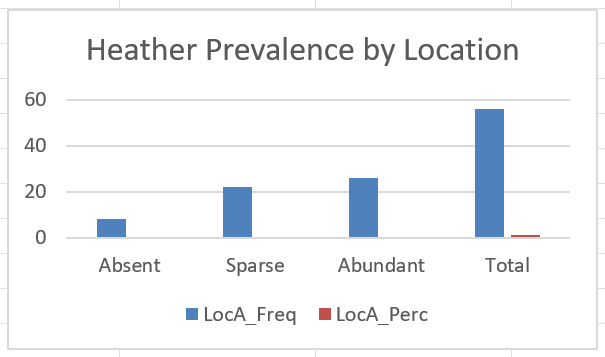 Heather Prevalence by Location
60
40
20
0
Absent Sparse Abundant Total
LocA_Freq LocA_Perc